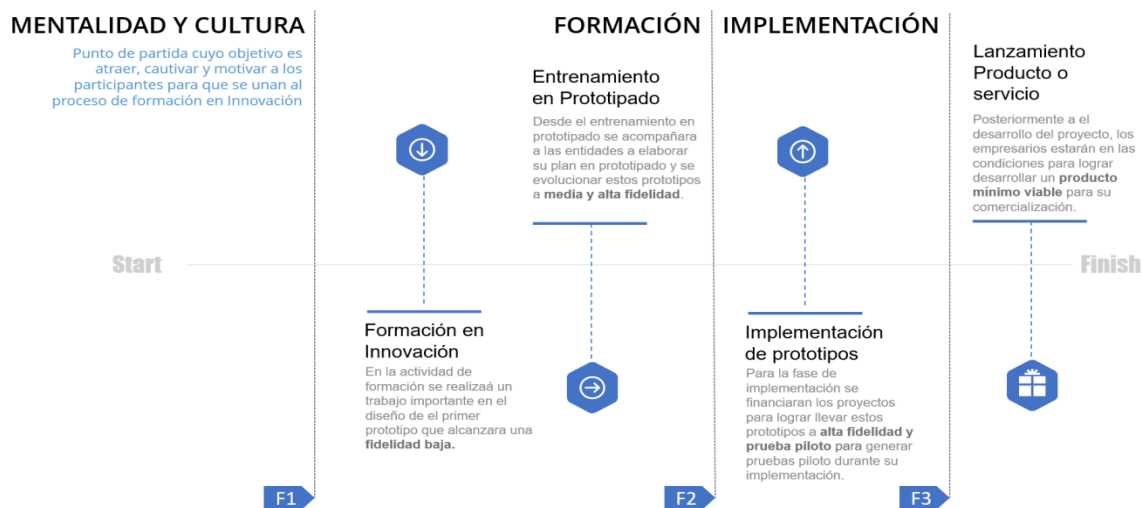 MENTALIDAD Y CULTURA
Punto de partida cuyo objetivo es
atraer, cautivar y motivar a los
participantes para que se unan al
proceso de formación en Innovación
FORMACIÓN
IMPLEMENTACIÓN
Entrenamiento
en Prototipado
Desde el entrenamiento en
prototipado se acompañara
a las entidades a elaborar
su plan en prototipado y se
evolucionar estos prototipos
a media y alta fidelidad.
Lanzamiento
Producto o
servicio
Posteriormente a el
desarrollo del proyecto, los
empresarios estarán en las
condiciones para lograr
desarrollar un producto
mínimo viable para su
comercialización.
Start
Finish
Formación en
Innovación
En la actividad de
formación se realizaá un
trabajo importante en el
diseño de el primer
prototipo que alcanzara una
fidelidad baja.
Implementación
de prototipos
Para la fase de
implementación se
financiaran los proyectos
para lograr llevar estos
prototipos a alta fidelidad y
prueba piloto para generar
pruebas piloto durante su
implementación.
F1
F2
F3